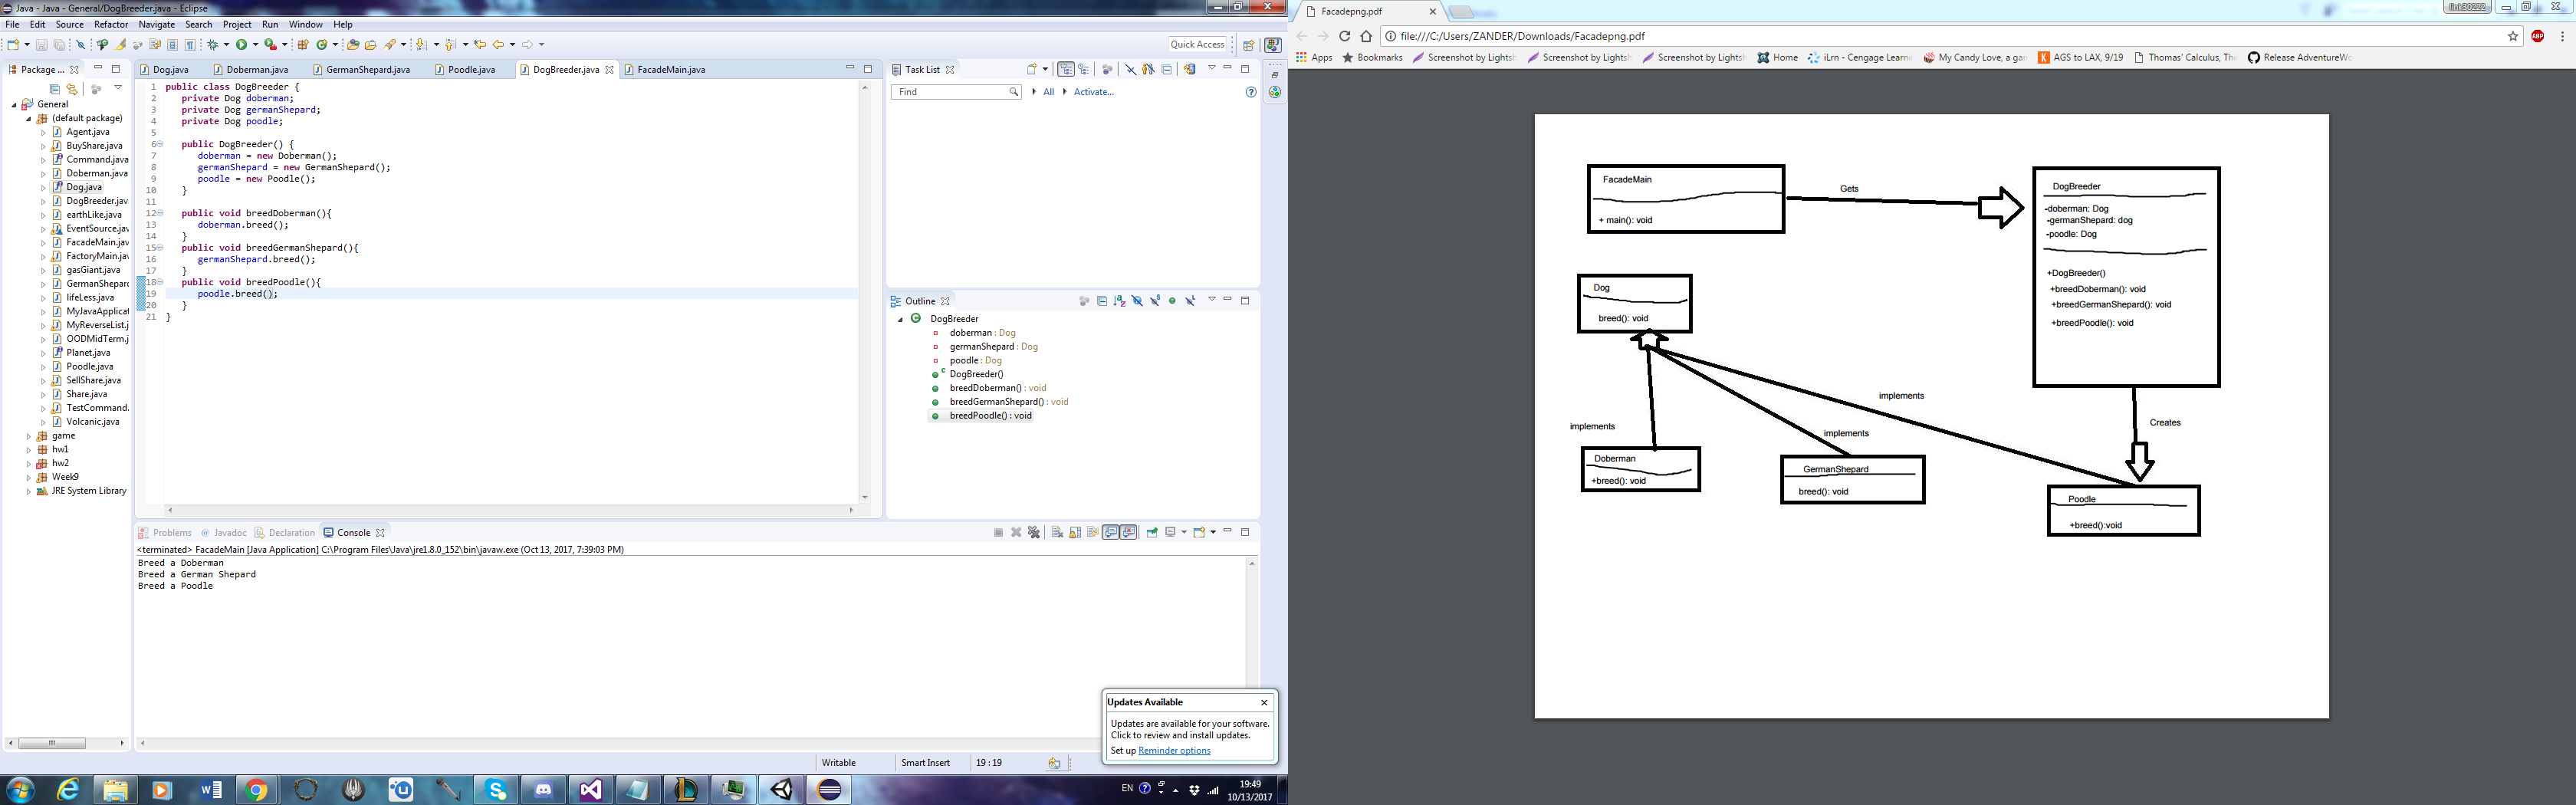 Java - Java - General/DogBreeder.java - Eclipse
File Edit Source Refactor Navigate Search Project Run Window Help
Quick Access
Package ...
General
(default package)
Agent.java
BuyShare.java
Command.java
Doberman.java
Dog.java
DogBreeder.java
earthLike.java
EventSource.jav
FacadeMain.jav
FactoryMain.java
gasGiant.java
GermanShepard
lifeLess.java
MyJavaApplicat
MyReverseList.j
OODMidTerm.j
Planet.java
Poodle.java
SellShare.java
Share.java
TestCommand.
Volcanic.java
game
hw1
hw2
Week9
JRE System Library
Dog.java Doberman.java GermanShepard.java Poodle.java DogBreeder.java FacadeMain.java
1 public class DogBreeder {
2 private Dog doberman;
3 private Dog germanShepard;
4 private Dog poodle;
5
6 public DogBreeder() {
7 doberman = new Doberman();
8 germanShepard = new GermanShepard();
9 poodle = new Poodle();
10 }
11
12 public void breedDoberman(){
13 doberman.breed();
14 }
15 public void breedGermanShepard(){
16 germanShepard.breed();
17 }
18 public void breedPoodle(){
19 poodle.breed();
20 }
21 }
Task List
Find All Activate...
Outline
DogBreeder
doberman : Dog
germanShepard : Dog
poodle : Dog
DogBreeder()
breedDoberman() : void
breedGermanShepard() : void
breedPoodle() : void
Problems Javadoc Declaration Console
<terminated> FacadeMain [Java Application] C:\Program Files\Java\jre1.8.0_152\bin\javaw.exe (Oct 13, 2017, 7:39:03 PM)
Breed a Doberman
Breed a German Shepard
Breed a Poodle
Updates Available
Updates are available for your software.
Click to review and install updates.
Set up Reminder options
Writable Smart Insert 19 : 19
EN
19:49
10/13/2017
Facadepng.pdf
link30222
file:///C:/Users/ZANDER/Downloads/Facadepng.pdf
ABP
Apps Bookmarks Screenshot by Lightsh Screenshot by Lightsh Screenshot by Lightsh Home iLrn - Cengage Learni My Candy Love, a gam AGS to LAX, 9/19 Thomas' Calculus, Thi Release AdventureWo
FacadeMain
+ main(): void
Gets
DogBreeder
-doberman: Dog
-germanShepard: dog
-poodle: Dog
+DogBreeder()
+breedDoberman(): void
+breedGermanShepard(): void
+breedPoodle(): void
Dog
breed(): void
implements
implements
implements
Creates
Doberman
+breed(): void
GermanShepard
breed(): void
Poodle
+breed():void